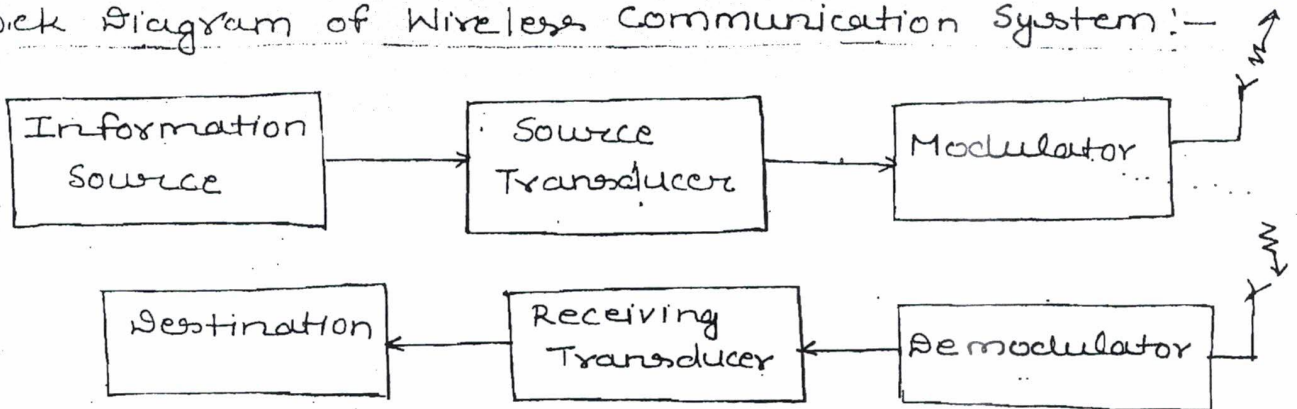 Diagram of Wireless Communication System:-
Information
Source
Source
Transducer
Modulator
Destination
Receiving
Transducer
Demodulator